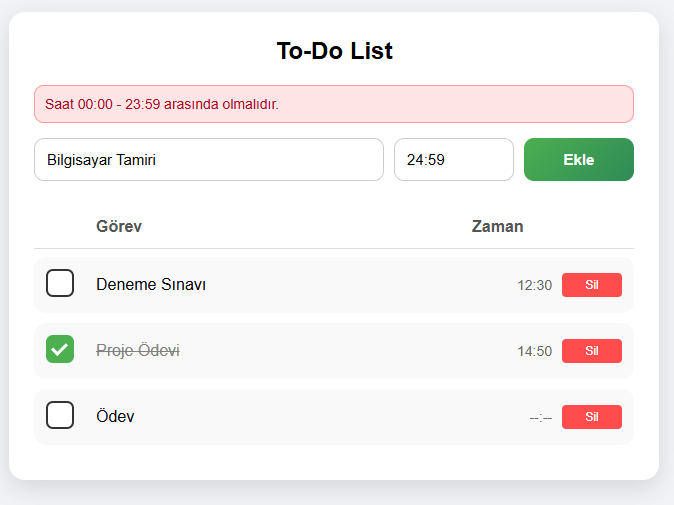 To-Do List
Saat 00:00 - 23:59 arasında olmalıdır.
Bilgisayar Tamiri 24:59 Ekle
Görev Zaman
Deneme Sınavı 12:30 Sil
Proje Ödevi 14:50 Sil
Ödev --:-- Sil